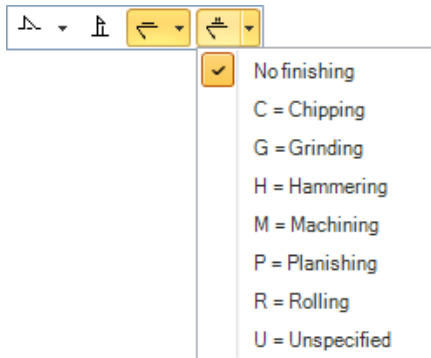 No finishing
C = Chipping
G = Grinding
H = Hammering
M = Machining
P = Planishing
R = Rolling
U = Unspecified